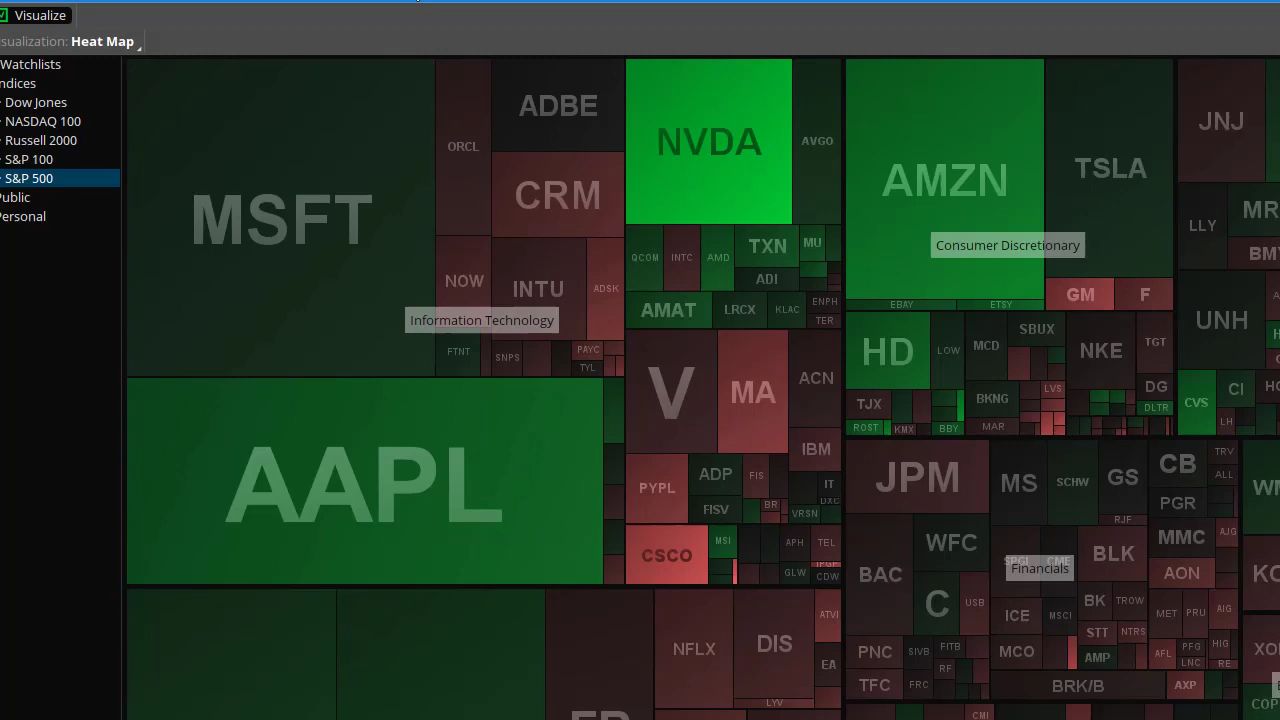 Visualize
sualization: Heat Map
Watchlists
ndices
Dow Jones
NASDAQ 100
Russell 2000
S&P 100
S&P 500
Public
Personal
MSFT
ORCL
ADBE
CRM
NOW
INTU
ADSK
Information Technology
FTNT
SNPS
PAYC
TYL
AAPL
NVDA
AVGO
QCOM
INTC
AMD
TXN
MU
ADI
AMAT
LRCX
KLAC
ENPH
TER
V
MA
ACN
IBM
PYPL
ADP
FIS
IT
DXC
FISV
BR
VRSN
CSCO
MSI
APH
TEL
GLW
CDW
NFLX
DIS
ATVI
EA
LYV
AMZN
TSLA
Consumer Discretionary
EBAY
ETSY
GM
F
HD
LOW
MCD
SBUX
NKE
TGT
TJX
BKNG
LVS
DG
DLTR
ROST
KMX
BBY
MAR
JNJ
LLY
MR
BM
UNH
CVS
CI
HC
LH
JPM
MS
SCHW
GS
RJF
CB
TRV
ALL
PGR
BAC
WFC
C
USB
SPGI
CME
Financials
BLK
MMC
AJG
AON
ICE
MSCI
BK
TROW
MET
PRU
AIG
STT
NTRS
PNC
SIVB
FITB
MCO
AMP
AFL
PFG
HIG
LNC
RE
RF
TFC
FRC
BRK/B
AXP
CMI
WM
KO
XO
COP